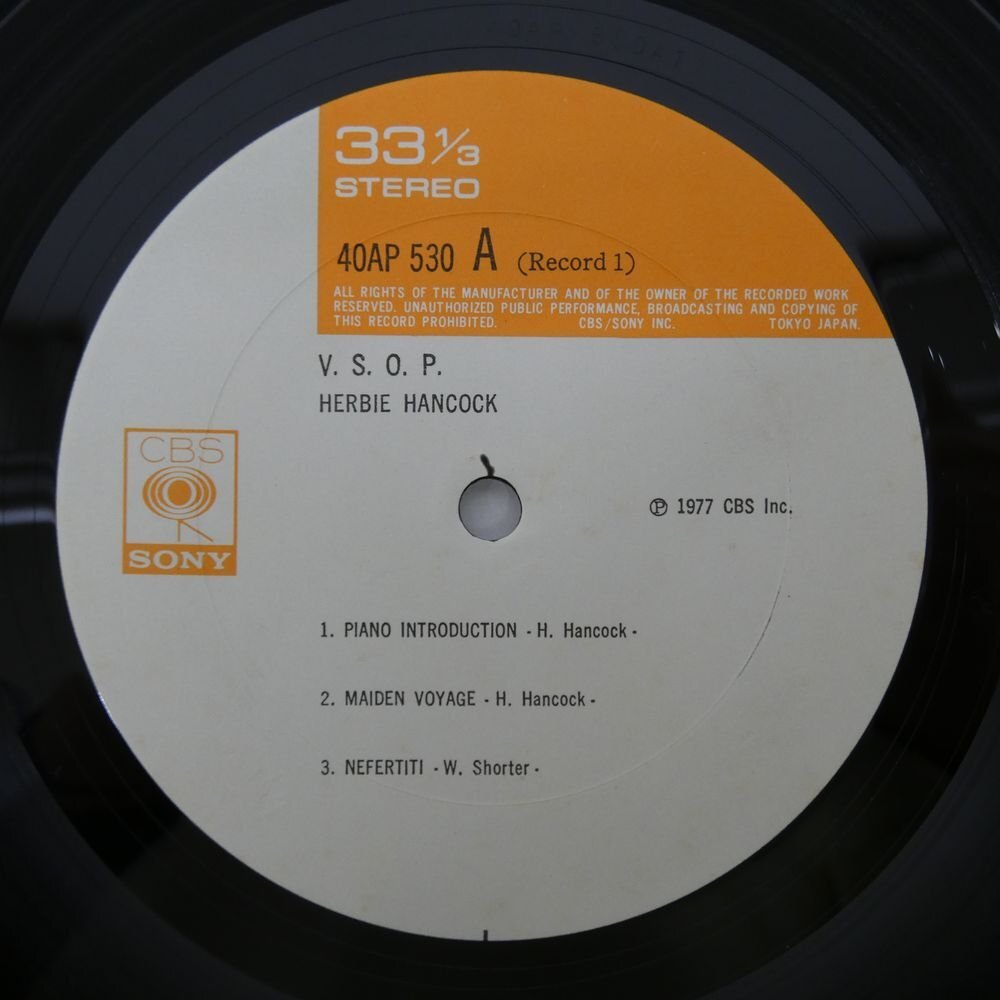 33 1/3
STEREO
40AP 530 A (Record 1)
ALL RIGHTS OF THE MANUFACTURER AND OF THE OWNER OF THE RECORDED WORK
RESERVED. UNAUTHORIZED PUBLIC PERFORMANCE, BROADCASTING AND COPYING OF
THIS RECORD PROHIBITED. CBS/SONY INC. TOKYO JAPAN.
V. S. O. P.
HERBIE HANCOCK
CBS
SONY
℗ 1977 CBS Inc.
1. PIANO INTRODUCTION - H. Hancock -
2. MAIDEN VOYAGE - H. Hancock -
3. NEFERTITI - W. Shorter -